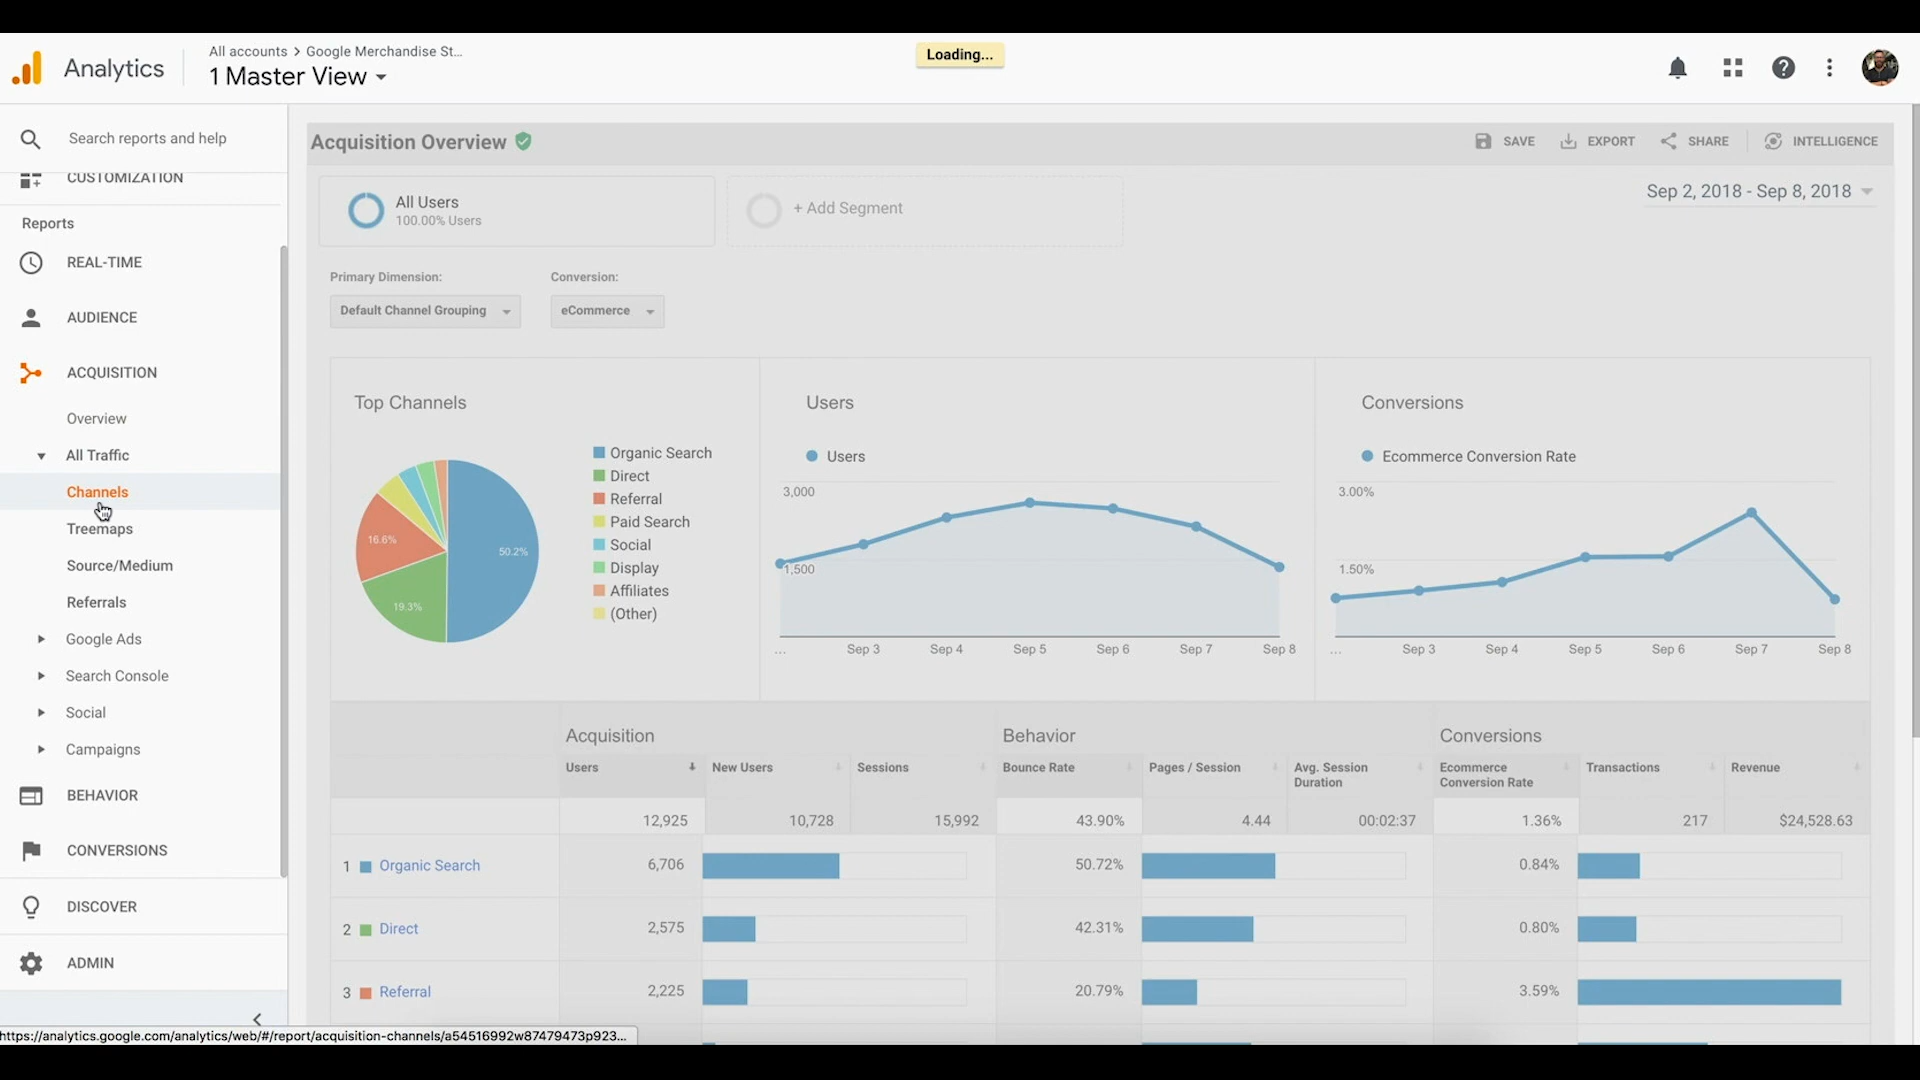 All accounts > Google Merchandise St...
Analytics
1 Master View
Loading...
Search reports and help
CUSTOMIZATION
Reports
REAL-TIME
AUDIENCE
ACQUISITION
Overview
All Traffic
Channels
Treemaps
Source/Medium
Referrals
Google Ads
Search Console
Social
Campaigns
BEHAVIOR
CONVERSIONS
DISCOVER
ADMIN
Acquisition Overview
SAVE
EXPORT
SHARE
INTELLIGENCE
All Users
100.00% Users
+ Add Segment
Sep 2, 2018 - Sep 8, 2018
Primary Dimension:
Conversion:
Default Channel Grouping
eCommerce
Top Channels
50.2%
16.6%
19.3%
Organic Search
Direct
Referral
Paid Search
Social
Display
Affiliates
(Other)
Users
Users
3,000
1,500
... Sep 3 Sep 4 Sep 5 Sep 6 Sep 7 Sep 8
Conversions
Ecommerce Conversion Rate
3.00%
1.50%
... Sep 3 Sep 4 Sep 5 Sep 6 Sep 7 Sep 8
Acquisition Behavior Conversions
Users New Users Sessions Bounce Rate Pages / Session Avg. Session Duration Ecommerce Conversion Rate Transactions Revenue
12,925 10,728 15,992 43.90% 4.44 00:02:37 1.36% 217 $24,528.63
1 Organic Search 6,706 50.72% 0.84%
2 Direct 2,575 42.31% 0.80%
3 Referral 2,225 20.79% 3.59%
https://analytics.google.com/analytics/web/#/report/acquisition-channels/a54516992w87479473p923...